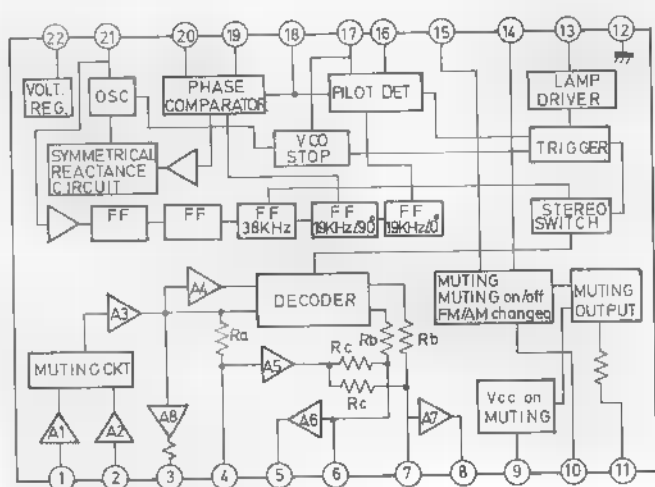 22 21 20 19 18 17 16 15 14 13 12
VOLT. REG.
OSC
PHASE COMPARATOR
PILOT DET
LAMP DRIVER
VCO STOP
TRIGGER
SYMMETRICAL REACTANCE CIRCUIT
FF
FF
FF 38KHz
FF 19KHz/90°
FF 19KHz/0°
STEREO SWITCH
A3
A4
DECODER
MUTING
MUTING on/off
FM/AM changed
MUTING OUTPUT
Ra
Rb
Rb
MUTING CKT
A5
Rc
Rc
Vcc on MUTING
A1
A2
A8
A6
A7
1 2 3 4 5 6 7 8 9 10 11